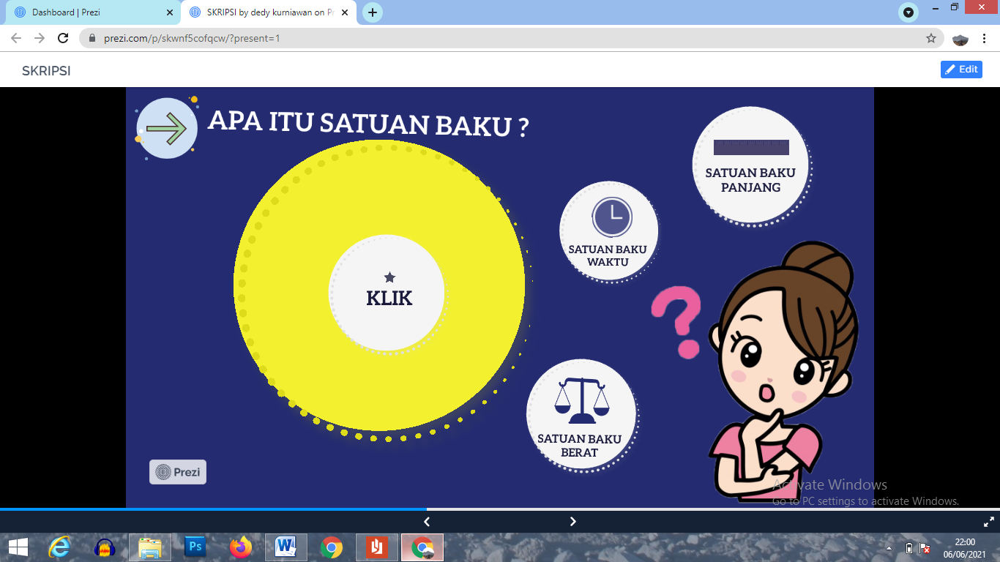 Dashboard | Prezi
SKRIPSI by dedy kurniawan on Pr
prezi.com/p/skwnf5cofqcw/?present=1
SKRIPSI
Edit
APA ITU SATUAN BAKU ?
SATUAN BAKU
PANJANG
SATUAN BAKU
WAKTU
KLIK
SATUAN BAKU
BERAT
Prezi
Activate Windows
Go to PC settings to activate Windows.
Ps
W
22:00
06/06/2021